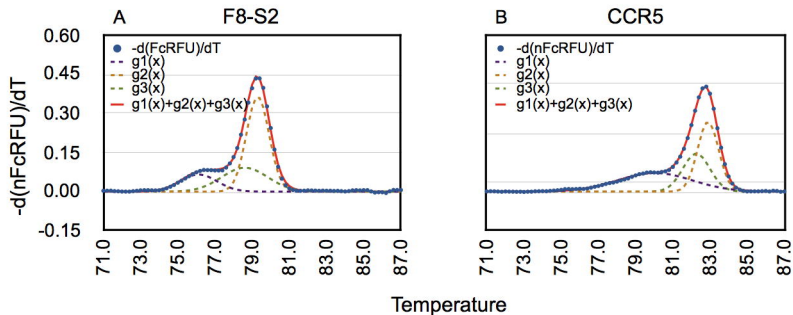 A F8-S2
B CCR5
-d(nFcRFU)/dT
0.60
0.45
0.30
0.15
0.00
-0.15
-d(FcRFU)/dT
g1(x)
g2(x)
g3(x)
g1(x)+g2(x)+g3(x)
71.0 73.0 75.0 77.0 79.0 81.0 83.0 85.0 87.0
-d(nFcRFU)/dT
g1(x)
g2(x)
g3(x)
g1(x)+g2(x)+g3(x)
71.0 73.0 75.0 77.0 79.0 81.0 83.0 85.0 87.0
Temperature